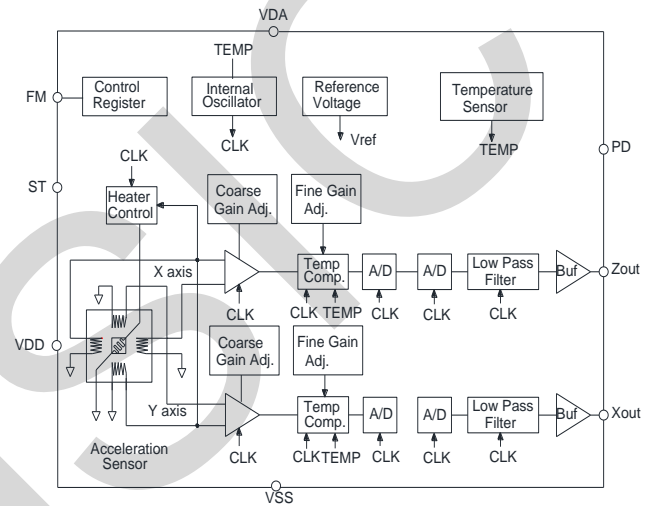 VDA
TEMP
FM
Control
Register
Internal
Oscillator
Reference
Voltage
Temperature
Sensor
CLK
Vref
TEMP
PD
CLK
ST
Heater
Control
Coarse
Gain Adj.
Fine Gain
Adj.
X axis
Temp
Comp.
A/D
A/D
Low Pass
Filter
Buf
Zout
CLK
CLK TEMP
CLK
CLK
CLK
VDD
Coarse
Gain Adj.
Fine Gain
Adj.
Y axis
Temp
Comp.
A/D
A/D
Low Pass
Filter
Buf
Xout
Acceleration
Sensor
CLK
CLKTEMP
CLK
CLK
CLK
VSS